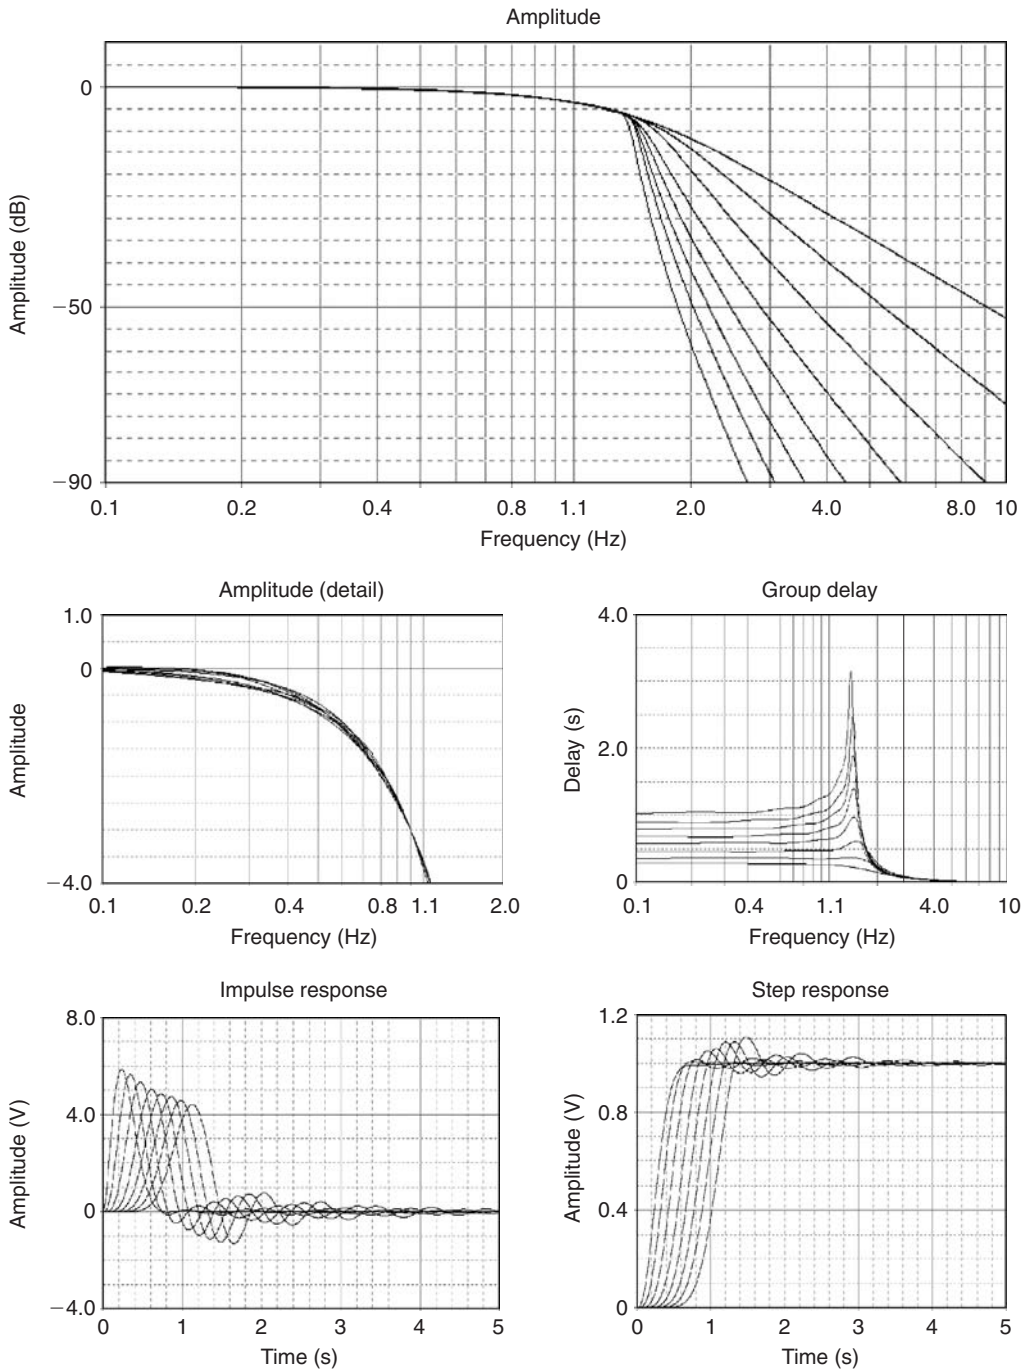 Amplitude
0
−50
−90
Amplitude (dB)
0.1 0.2 0.4 0.8 1.1 2.0 4.0 8.0 10
Frequency (Hz)
Amplitude (detail)
1.0
0
−4.0
Amplitude
0.1 0.2 0.4 0.8 1.1 2.0
Frequency (Hz)
Group delay
4.0
2.0
0
Delay (s)
0.1 0.4 1.1 4.0 10
Frequency (Hz)
Impulse response
8.0
4.0
0
−4.0
Amplitude (V)
0 1 2 3 4 5
Time (s)
Step response
1.2
0.8
0.4
0
Amplitude (V)
0 1 2 3 4 5
Time (s)